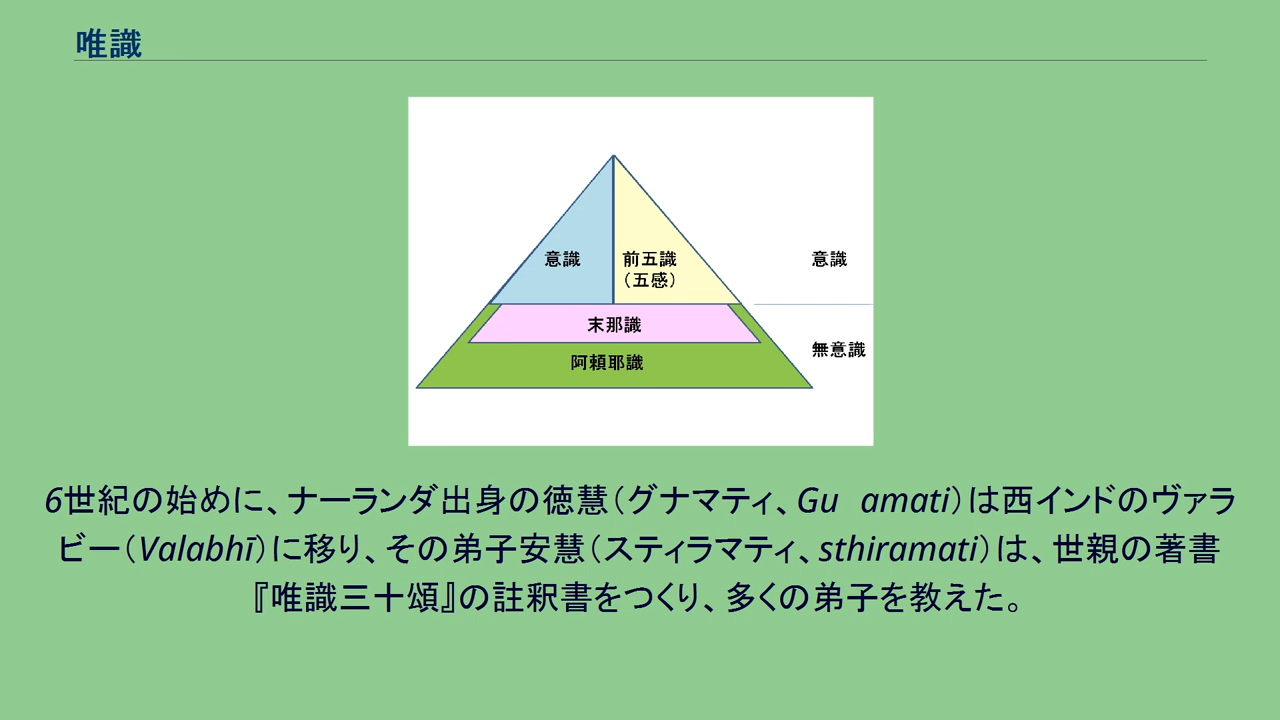 唯識
意識
前五識
（五感）
意識
末那識
無意識
阿頼耶識
6世紀の始めに、ナーランダ出身の徳慧（グナマティ、Gu amati）は西インドのヴァラ
ビー（Valabhī）に移り、その弟子安慧（スティラマティ、sthiramati）は、世親の著書
『唯識三十頌』の註釈書をつくり、多くの弟子を教えた。